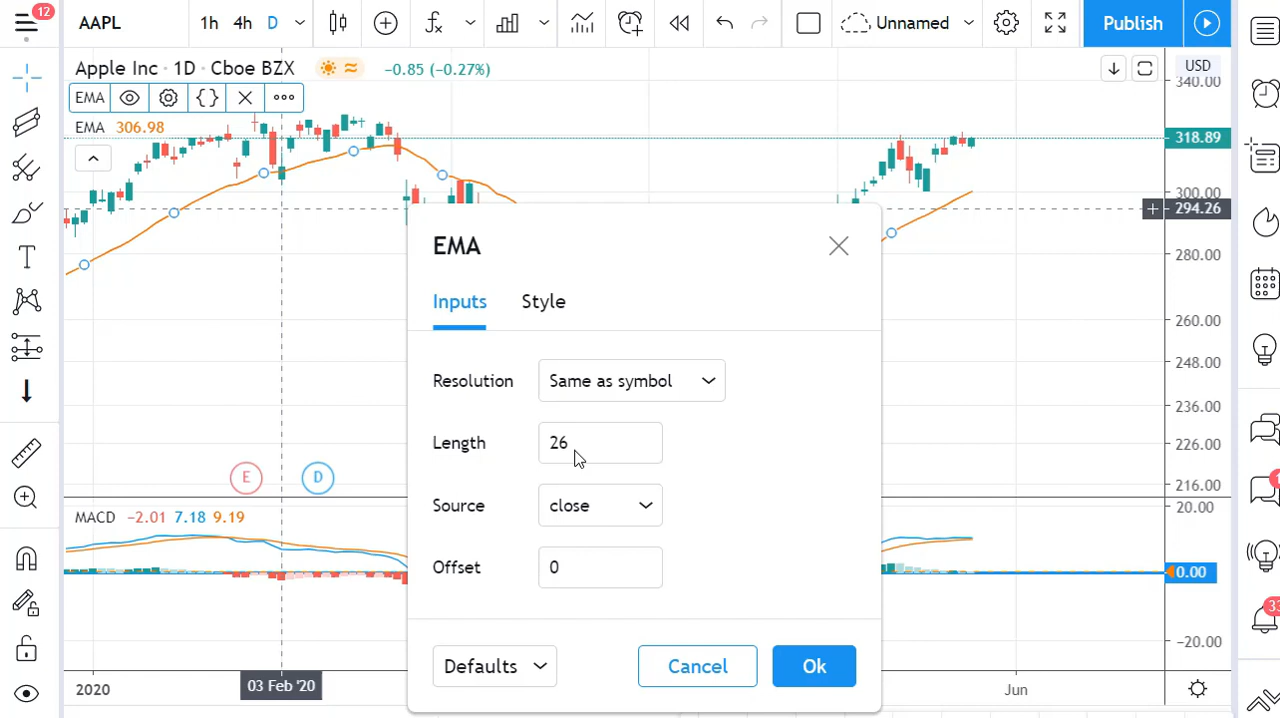 12
AAPL
1h 4h D
Unnamed
Publish
Apple Inc · 1D · Cboe BZX
−0.85 (−0.27%)
USD
340.00
EMA
EMA 306.98
318.89
300.00
294.26
280.00
260.00
248.00
236.00
226.00
216.00
EMA
Inputs Style
Resolution Same as symbol
Length 26
Source close
Offset 0
Defaults
Cancel
Ok
E D
MACD −2.01 7.18 9.19
20.00
0.00
−20.00
2020
03 Feb '20
Jun
T